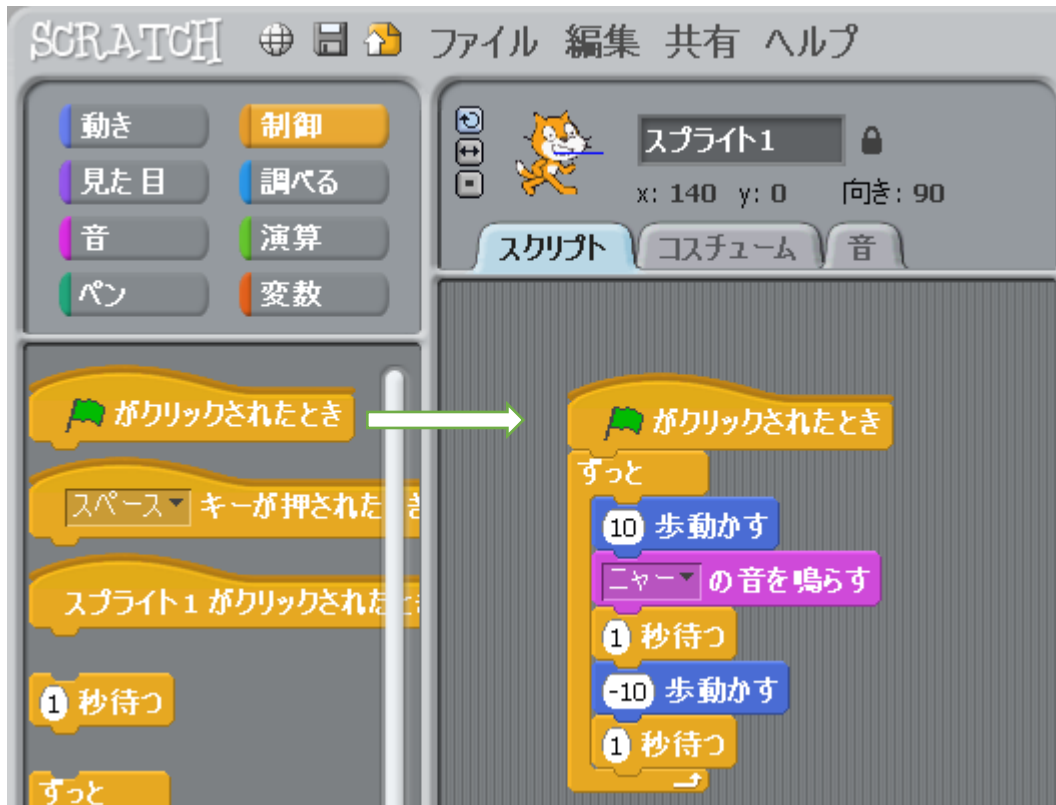 SCRATCH ファイル 編集 共有 ヘルプ
動き 制御
見た目 調べる
音 演算
ペン 変数
スプライト1
x: 140 y: 0 向き: 90
スクリプト コスチューム 音
がクリックされたとき
スペース キーが押された
スプライト1 がクリックされた
1 秒待つ
ずっと
がクリックされたとき
ずっと
10 歩動かす
ニャー の音を鳴らす
1 秒待つ
-10 歩動かす
1 秒待つ